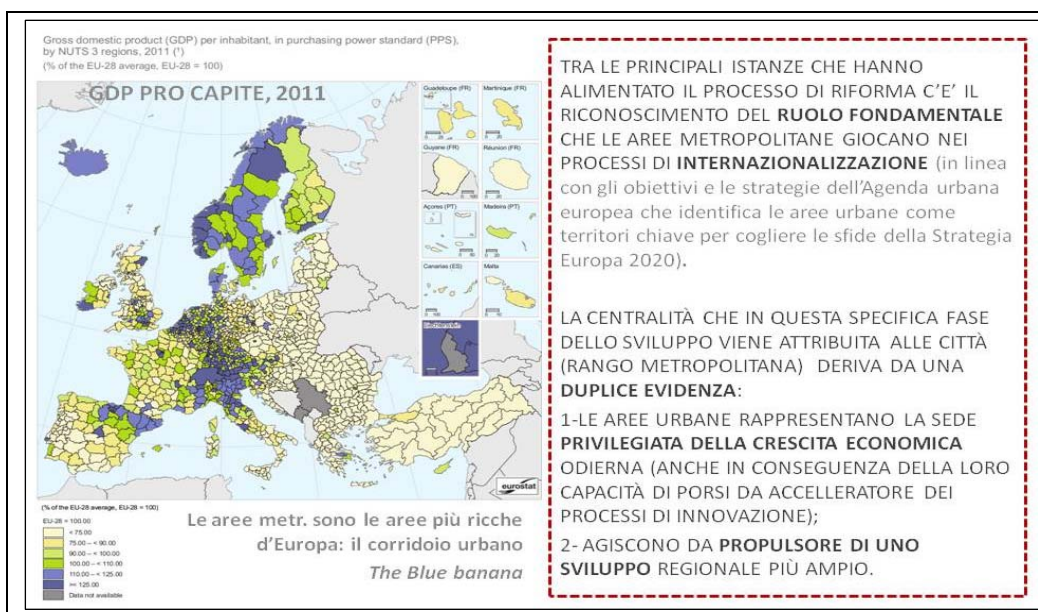 Gross domestic product (GDP) per inhabitant, in purchasing power standard (PPS),
by NUTS 3 regions, 2011 (¹)
(% of the EU-28 average, EU-28 = 100)
GDP PRO CAPITE, 2011
Guadeloupe (FR)
Martinique (FR)
Guyane (FR)
Réunion (FR)
Açores (PT)
Madeira (PT)
Canarias (ES)
Malta
Liechtenstein
eurostat
(% of the EU-28 average, EU-28 = 100)
EU-28 = 100.00
< 75.00
75.00 – < 90.00
90.00 – < 100.00
100.00 – < 110.00
110.00 – < 125.00
>= 125.00
Data not available
Le aree metr. sono le aree più ricche
d'Europa: il corridoio urbano
The Blue banana
TRA LE PRINCIPALI ISTANZE CHE HANNO
ALIMENTATO IL PROCESSO DI RIFORMA C'E' IL
RICONOSCIMENTO DEL RUOLO FONDAMENTALE
CHE LE AREE METROPOLITANE GIOCANO NEI
PROCESSI DI INTERNAZIONALIZZAZIONE (in linea
con gli obiettivi e le strategie dell'Agenda urbana
europea che identifica le aree urbane come
territori chiave per cogliere le sfide della Strategia
Europa 2020).
LA CENTRALITÀ CHE IN QUESTA SPECIFICA FASE
DELLO SVILUPPO VIENE ATTRIBUITA ALLE CITTÀ
(RANGO METROPOLITANA) DERIVA DA UNA
DUPLICE EVIDENZA:
1-LE AREE URBANE RAPPRESENTANO LA SEDE
PRIVILEGIATA DELLA CRESCITA ECONOMICA
ODIERNA (ANCHE IN CONSEGUENZA DELLA LORO
CAPACITÀ DI PORSI DA ACCELLERATORE DEI
PROCESSI DI INNOVAZIONE);
2- AGISCONO DA PROPULSORE DI UNO
SVILUPPO REGIONALE PIÙ AMPIO.